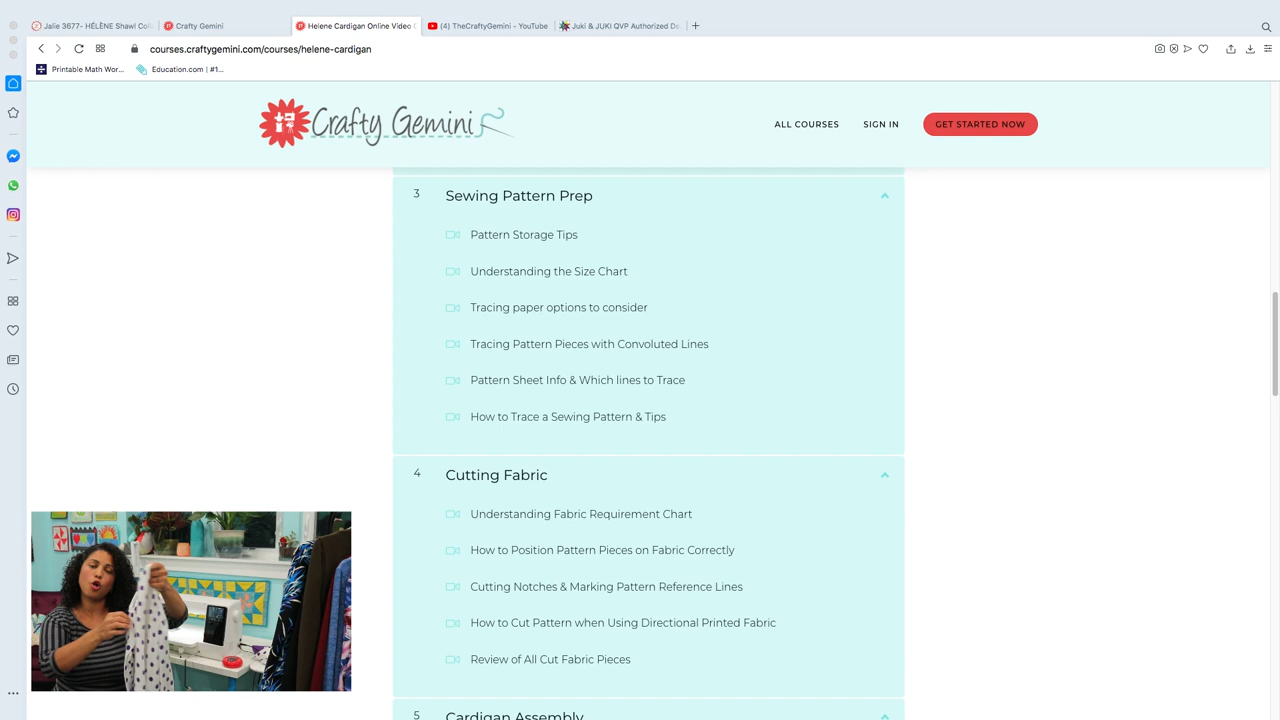 Jalie 3677- HÉLÈNE Shawl Coll
Crafty Gemini
Helene Cardigan Online Video C
(4) TheCraftyGemini - YouTube
Juki & JUKI QVP Authorized De
courses.craftygemini.com/courses/helene-cardigan
Printable Math Wor...
Education.com | #1...
Crafty Gemini
ALL COURSES
SIGN IN
GET STARTED NOW
3 Sewing Pattern Prep
Pattern Storage Tips
Understanding the Size Chart
Tracing paper options to consider
Tracing Pattern Pieces with Convoluted Lines
Pattern Sheet Info & Which lines to Trace
How to Trace a Sewing Pattern & Tips
4 Cutting Fabric
Understanding Fabric Requirement Chart
How to Position Pattern Pieces on Fabric Correctly
Cutting Notches & Marking Pattern Reference Lines
How to Cut Pattern when Using Directional Printed Fabric
Review of All Cut Fabric Pieces
5 Cardigan Assembly